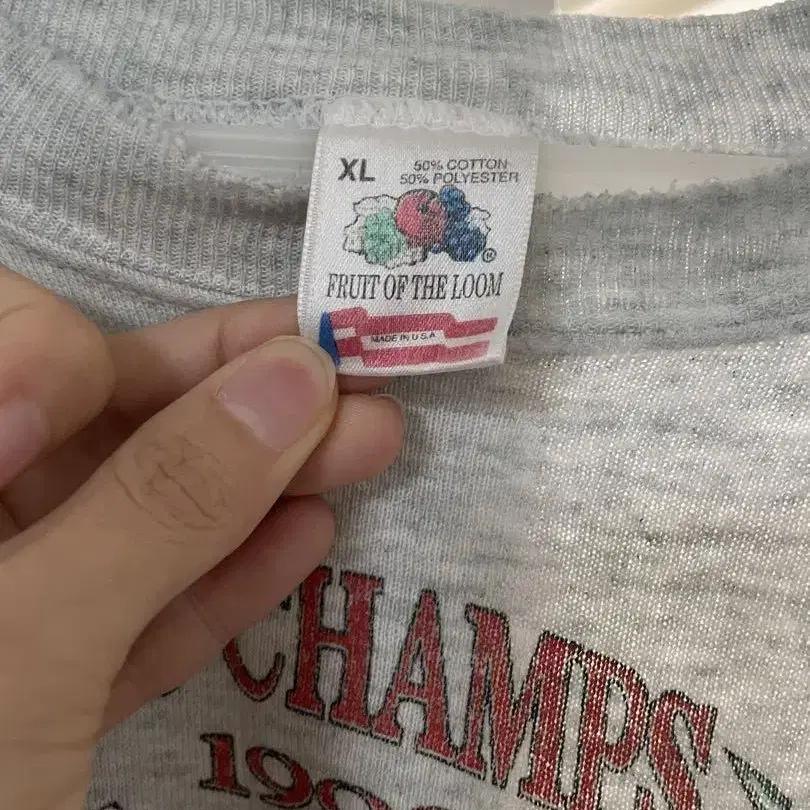 XL
50% COTTON
50% POLYESTER
®
FRUIT OF THE LOOM
MADE IN U.S.A
CHAMPS